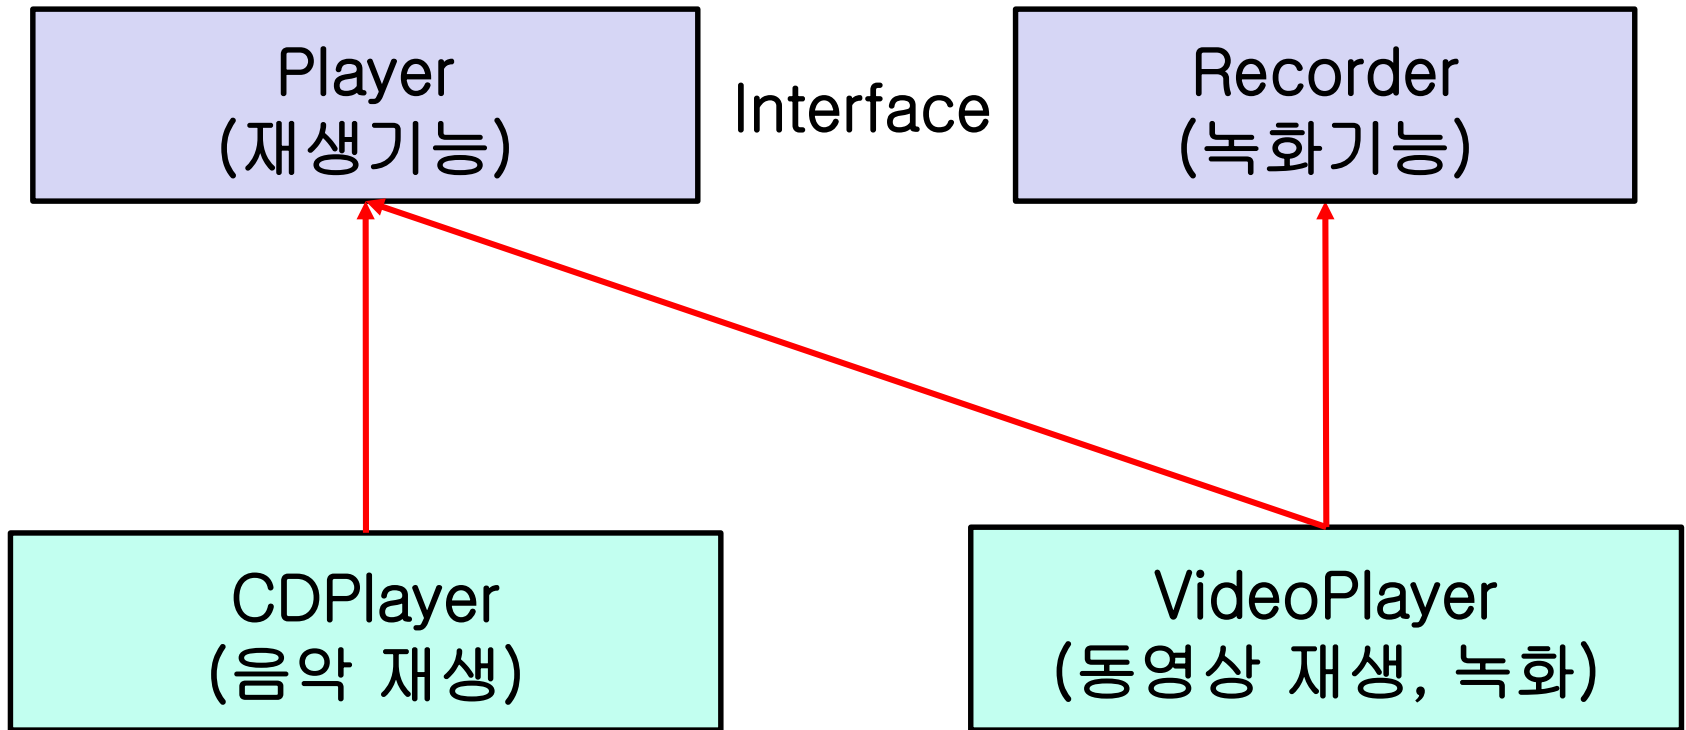 Player
(재생기능)
Interface
Recorder
(녹화기능)
CDPlayer
(음악 재생)
VideoPlayer
(동영상 재생, 녹화)